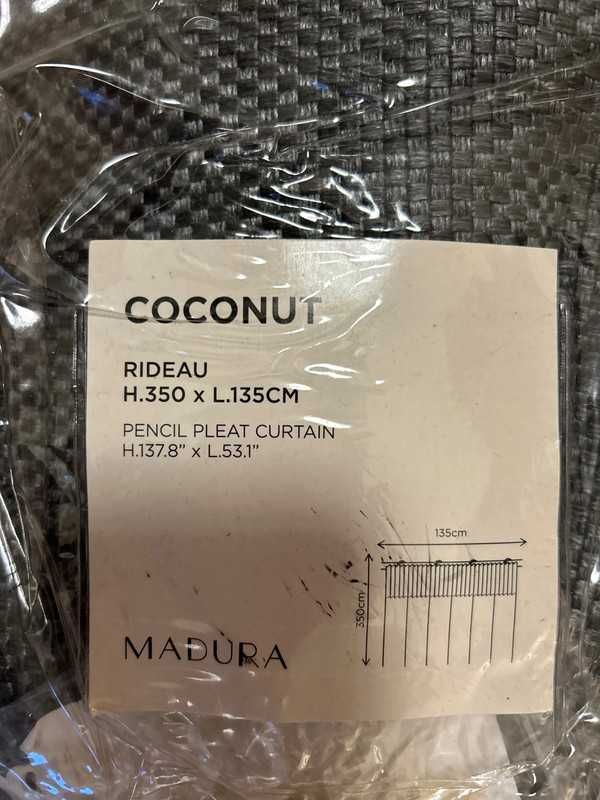 COCONUT
RIDEAU
H.350 x L.135CM
PENCIL PLEAT CURTAIN
H.137.8” x L.53.1”
135cm
350cm
MADURA